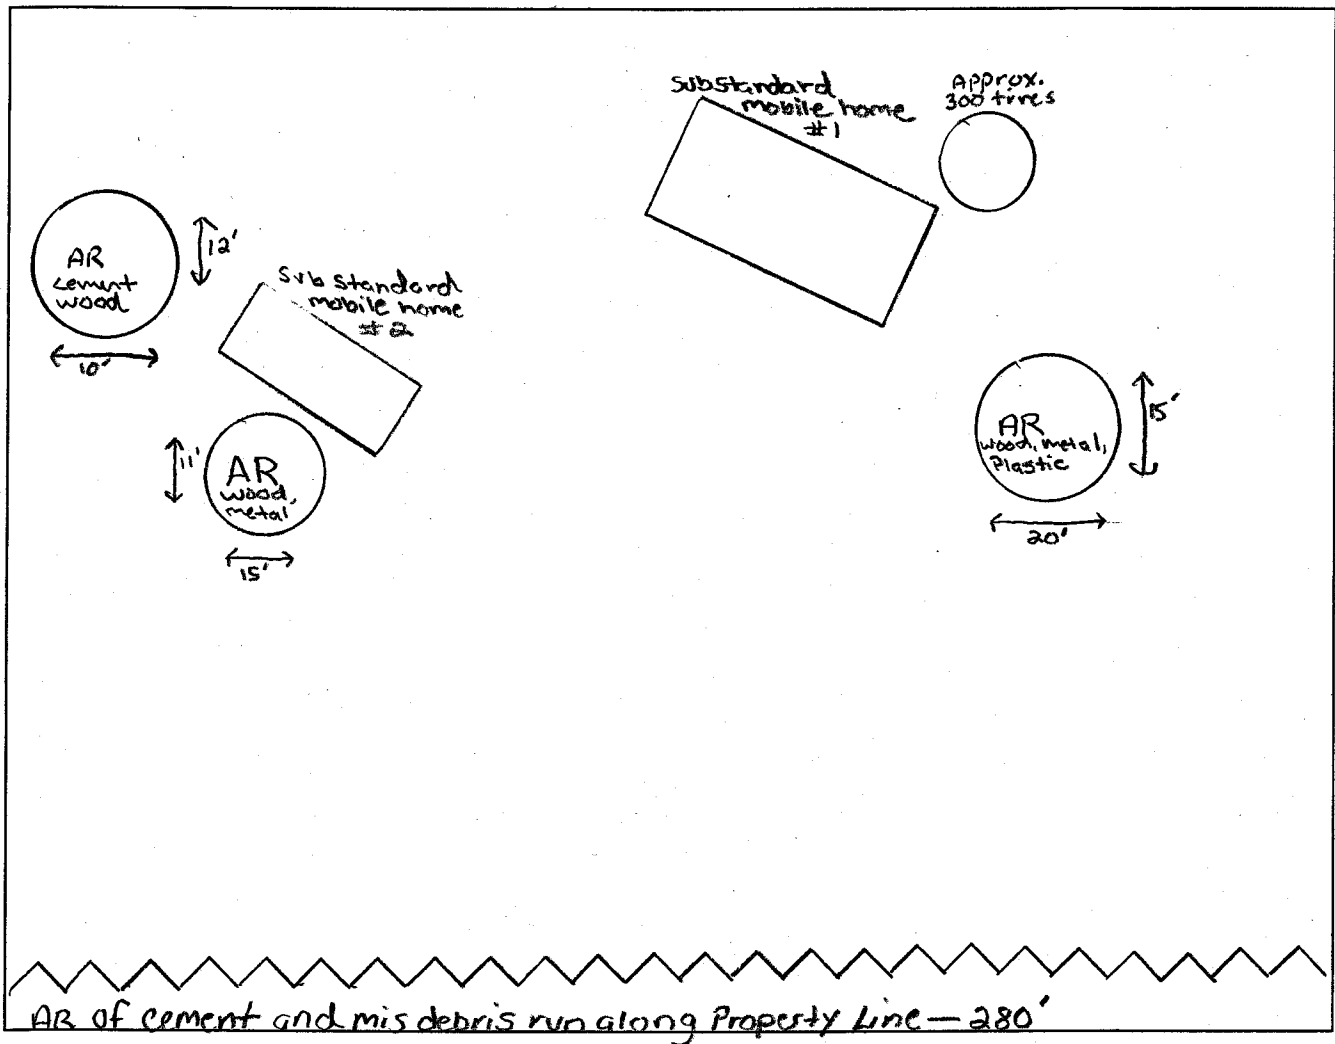 Substandard
mobile home
#1
Approx.
300 tires
AR
cement
wood
12'
10'
Sub standard
mobile home
#2
11'
AR
wood,
metal
15'
AR
wood, metal,
Plastic
15'
20'
AR of cement and mis debris run along Property Line — 280'